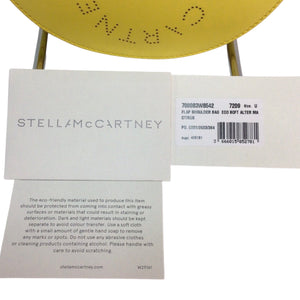 CARTNE
STELLA McCARTNEY
700083W8542 7209 Size. U
FLAP SHOULDER BAG ECO SOFT ALTER MA
CITRUS
The eco-friendly material used to produce this item
should be protected from coming into contact with greasy
surfaces or materials that could result in staining or
deterioration. Dark and light materials should be kept
separate to avoid colour transfer. Use a soft cloth
with a small amount of gentle hand soap to remove
any marks or spots. Do not use any abrasive clothes
or cleaning products containing alcohol. Please handle
with care to avoid scratching.
stellamccartney.com